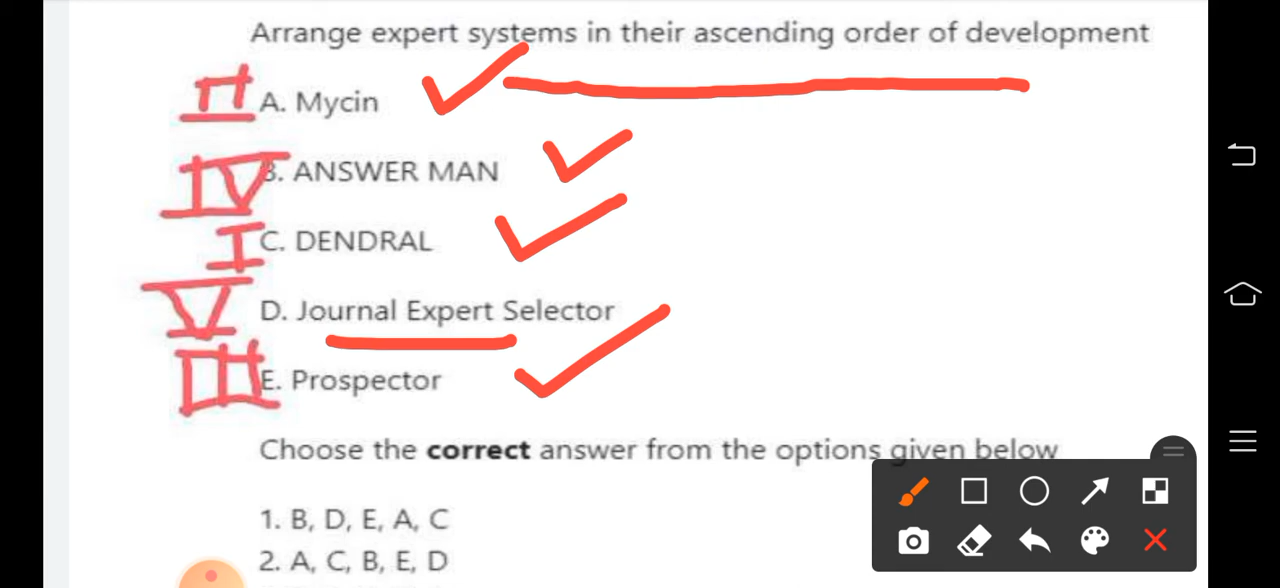 Arrange expert systems in their ascending order of development
II A. Mycin
IV B. ANSWER MAN
I C. DENDRAL
V D. Journal Expert Selector
III E. Prospector
Choose the correct answer from the options given below
1. B, D, E, A, C
2. A, C, B, E, D